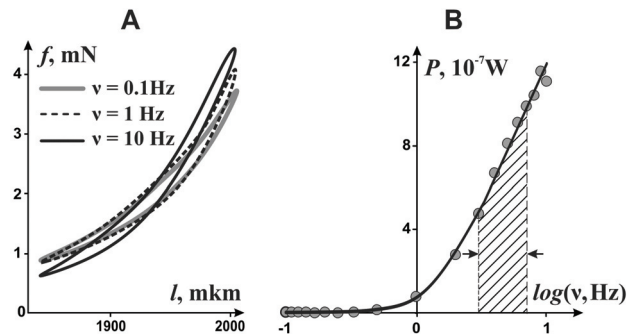 A
f, mN
ν = 0.1Hz
ν = 1 Hz
ν = 10 Hz
4
3
2
1
0
1900
2000
l, mkm
B
P, 10⁻⁷W
12
8
4
-1
0
1
log(ν,Hz)